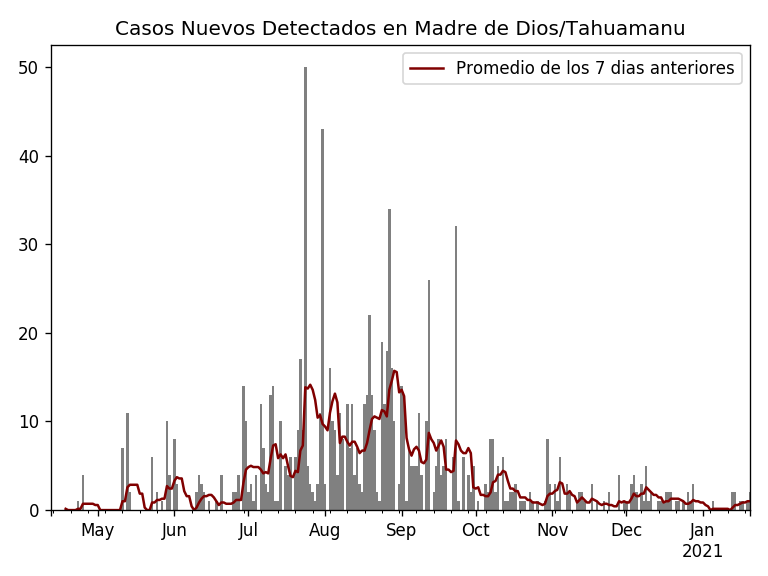 Casos Nuevos Detectados en Madre de Dios/Tahuamanu
Promedio de los 7 dias anteriores
50
40
30
20
10
0
May Jun Jul Aug Sep Oct Nov Dec Jan
2021